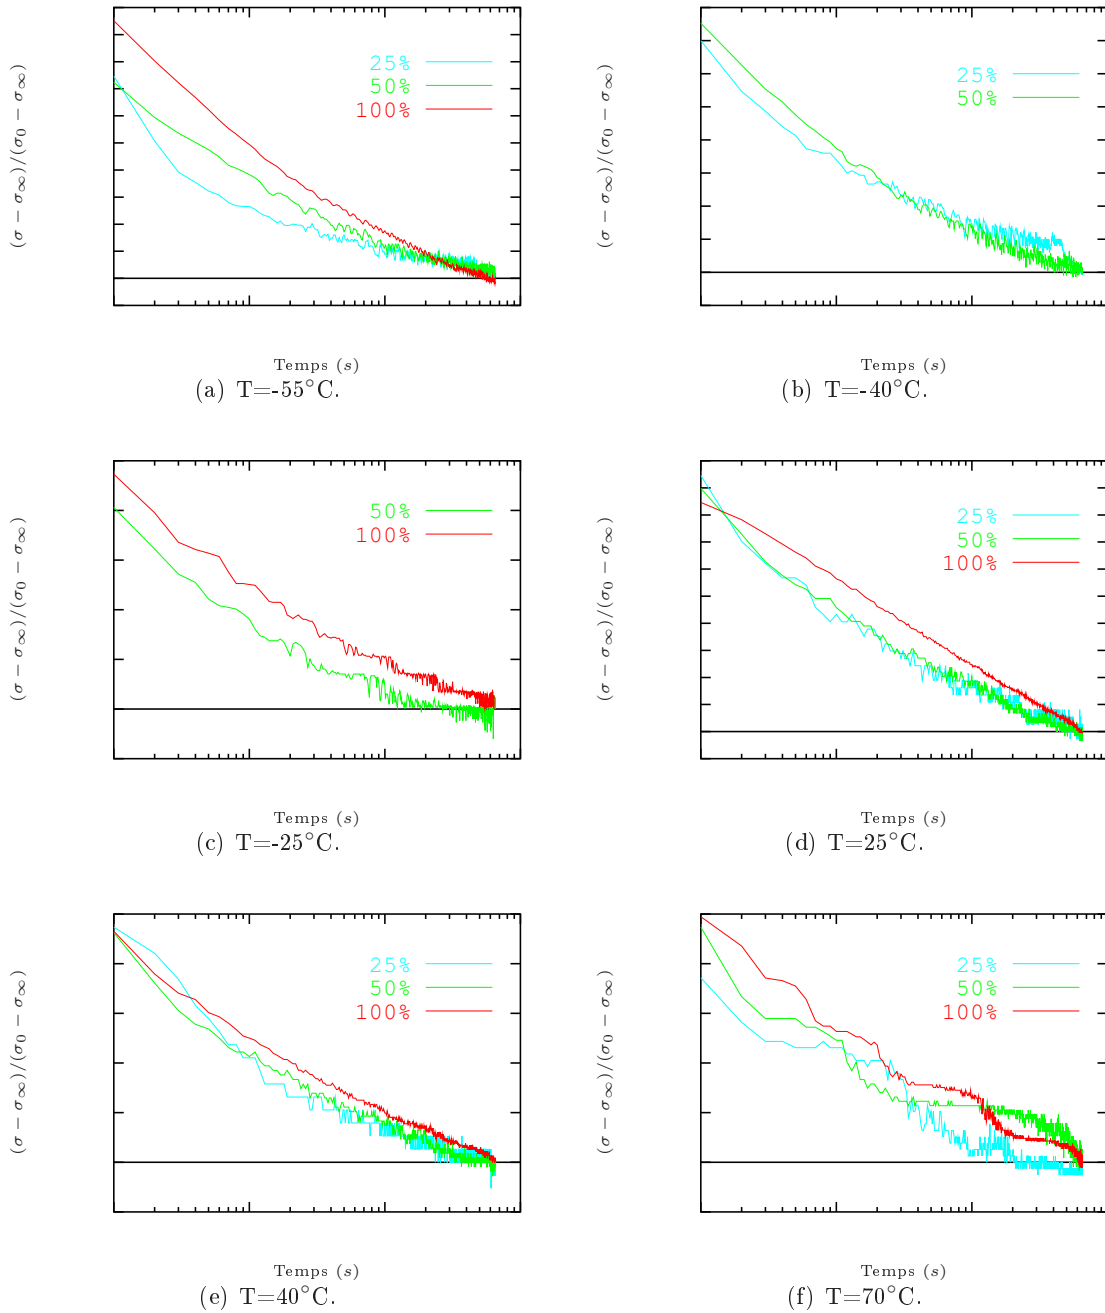 (σ − σ∞)/(σ0 − σ∞)
25%
50%
100%
Temps (s)
(a) T=-55°C.
(σ − σ∞)/(σ0 − σ∞)
25%
50%
Temps (s)
(b) T=-40°C.
(σ − σ∞)/(σ0 − σ∞)
50%
100%
Temps (s)
(c) T=-25°C.
(σ − σ∞)/(σ0 − σ∞)
25%
50%
100%
Temps (s)
(d) T=25°C.
(σ − σ∞)/(σ0 − σ∞)
25%
50%
100%
Temps (s)
(e) T=40°C.
(σ − σ∞)/(σ0 − σ∞)
25%
50%
100%
Temps (s)
(f) T=70°C.